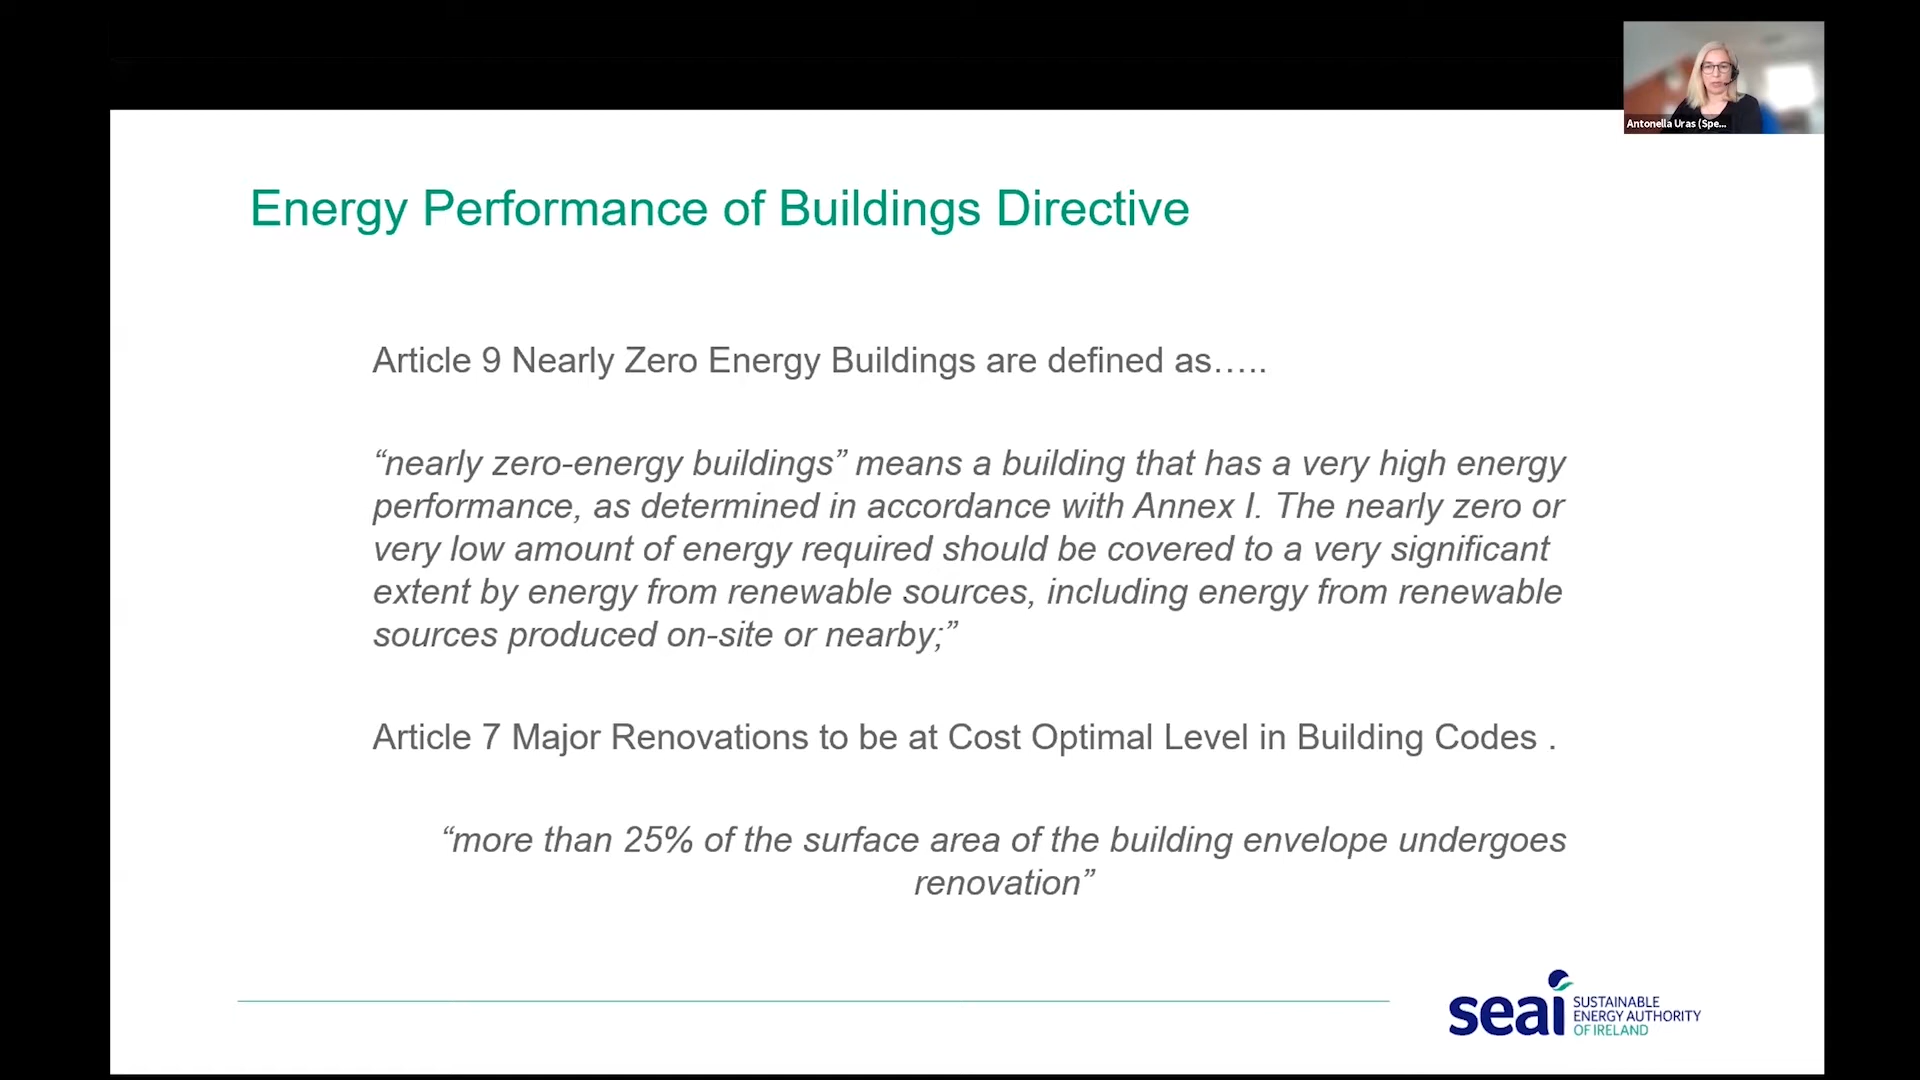 Antonella Uras (Spe...
Energy Performance of Buildings Directive
Article 9 Nearly Zero Energy Buildings are defined as…..
“nearly zero-energy buildings” means a building that has a very high energy
performance, as determined in accordance with Annex I. The nearly zero or
very low amount of energy required should be covered to a very significant
extent by energy from renewable sources, including energy from renewable
sources produced on-site or nearby;”
Article 7 Major Renovations to be at Cost Optimal Level in Building Codes .
“more than 25% of the surface area of the building envelope undergoes
renovation”
seai
SUSTAINABLE
ENERGY AUTHORITY
OF IRELAND